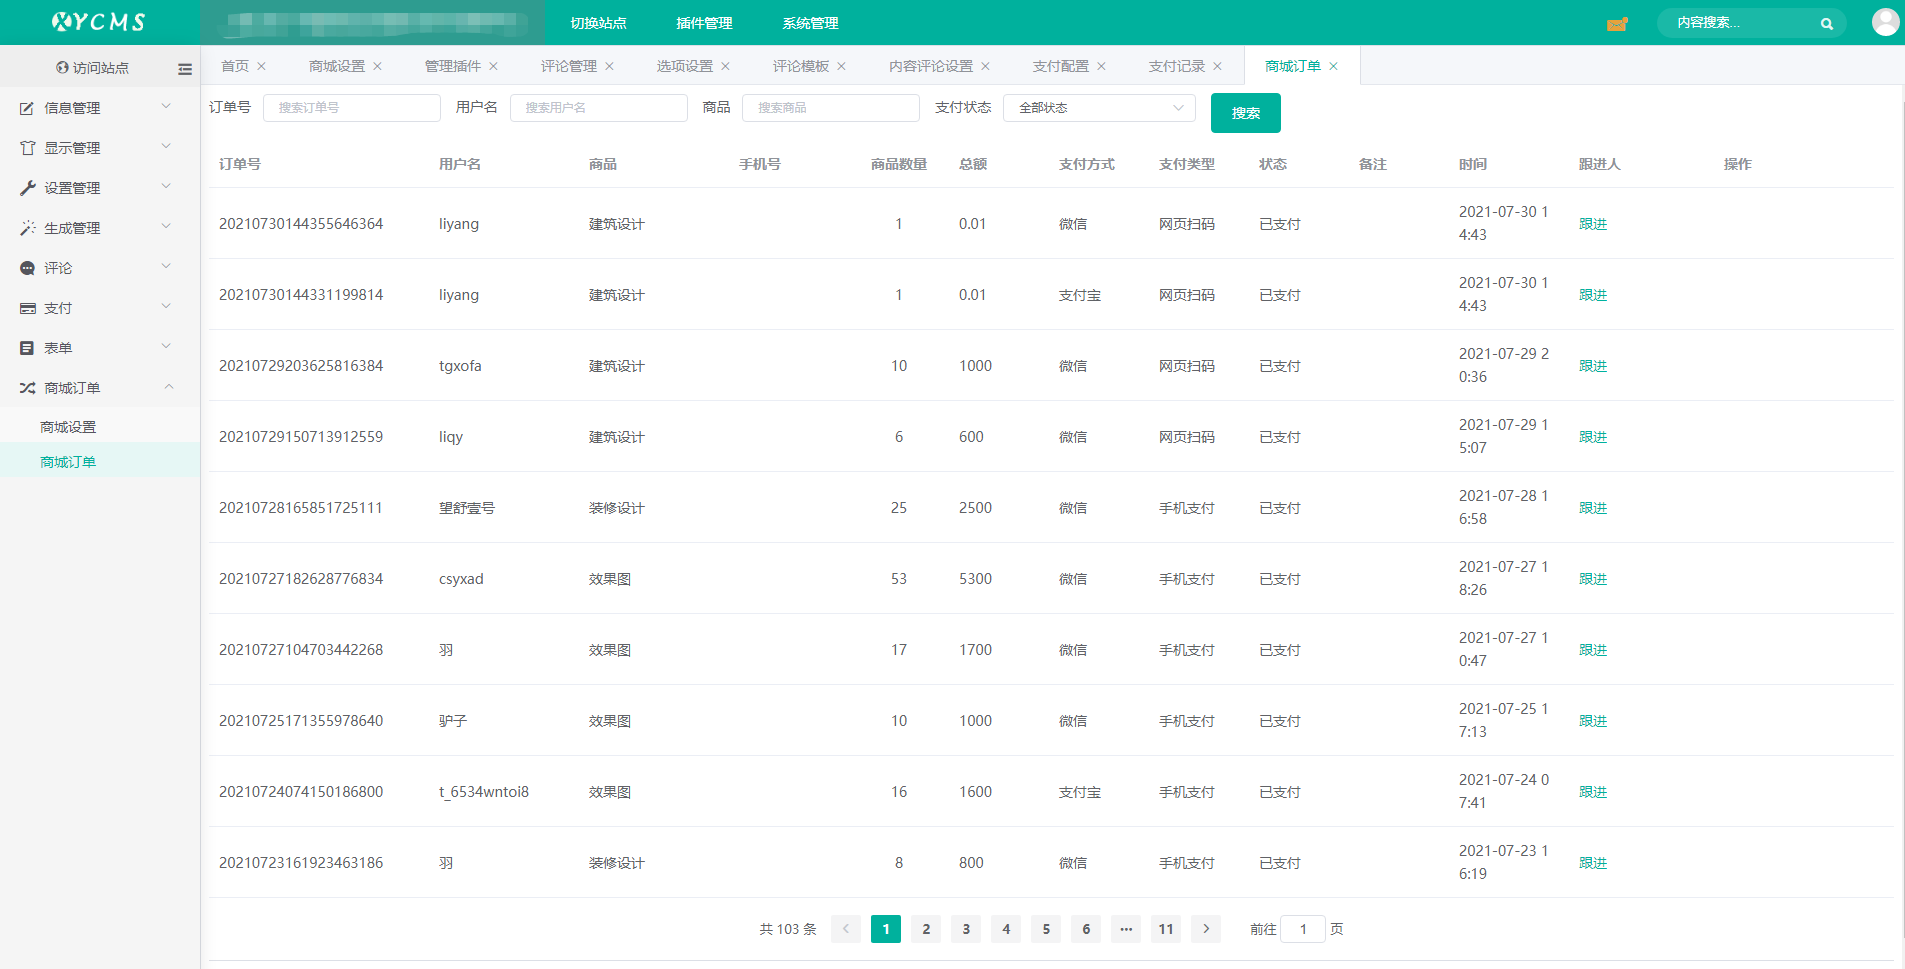 XYCMS 切换站点 插件管理 系统管理 内容搜索...
访问站点 首页 商城设置 管理插件 评论管理 选项设置 评论模板 内容评论设置 支付配置 支付记录 商城订单
信息管理
显示管理
设置管理
生成管理
评论
支付
表单
商城订单
商城设置
商城订单
订单号 搜索订单号 用户名 搜索用户名 商品 搜索商品 支付状态 全部状态 搜索
订单号 用户名 商品 手机号 商品数量 总额 支付方式 支付类型 状态 备注 时间 跟进人 操作
20210730144355646364 liyang 建筑设计 1 0.01 微信 网页扫码 已支付 2021-07-30 1
4:43 跟进
20210730144331199814 liyang 建筑设计 1 0.01 支付宝 网页扫码 已支付 2021-07-30 1
4:43 跟进
20210729203625816384 tgxofa 建筑设计 10 1000 微信 网页扫码 已支付 2021-07-29 2
0:36 跟进
20210729150713912559 liqy 建筑设计 6 600 微信 网页扫码 已支付 2021-07-29 1
5:07 跟进
20210728165851725111 望舒壹号 装修设计 25 2500 微信 手机支付 已支付 2021-07-28 1
6:58 跟进
20210727182628776834 csyxad 效果图 53 5300 微信 手机支付 已支付 2021-07-27 1
8:26 跟进
20210727104703442268 羽 效果图 17 1700 微信 手机支付 已支付 2021-07-27 1
0:47 跟进
20210725171355978640 驴子 效果图 10 1000 微信 手机支付 已支付 2021-07-25 1
7:13 跟进
20210724074150186800 t_6534wntoi8 效果图 16 1600 支付宝 手机支付 已支付 2021-07-24 0
7:41 跟进
20210723161923463186 羽 装修设计 8 800 微信 手机支付 已支付 2021-07-23 1
6:19 跟进
共 103 条 < 1 2 3 4 5 6 ··· 11 > 前往 1 页